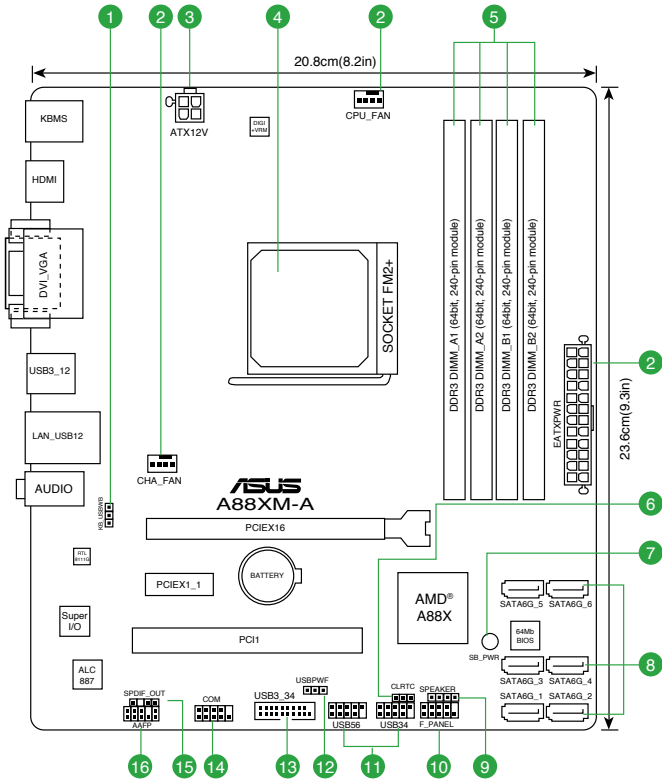 1
2
3
4
2
5
20.8cm(8.2in)
KBMS
ATX12V
DIGI
+VRM
CPU_FAN
HDMI
DVI_VGA
SOCKET FM2+
DDR3 DIMM_A1 (64bit, 240-pin module)
DDR3 DIMM_A2 (64bit, 240-pin module)
DDR3 DIMM_B1 (64bit, 240-pin module)
DDR3 DIMM_B2 (64bit, 240-pin module)
EATXPWR
2
23.6cm(9.3in)
USB3_12
LAN_USB12
CHA_FAN
AUDIO
KB_USBWB
ASUS
A88XM-A
6
PCIEX16
7
RTL
8111G
PCIEX1_1
BATTERY
AMD®
A88X
SATA6G_5
SATA6G_6
Super
I/O
PCI1
SB_PWR
64Mb
BIOS
8
ALC
887
SATA6G_3
SATA6G_4
SPDIF_OUT
COM
USB3_34
USBPWF
CLRTC
SPEAKER
SATA6G_1
SATA6G_2
AAFP
USB56
USB34
F_PANEL
16
15
14
13
12
11
10
9